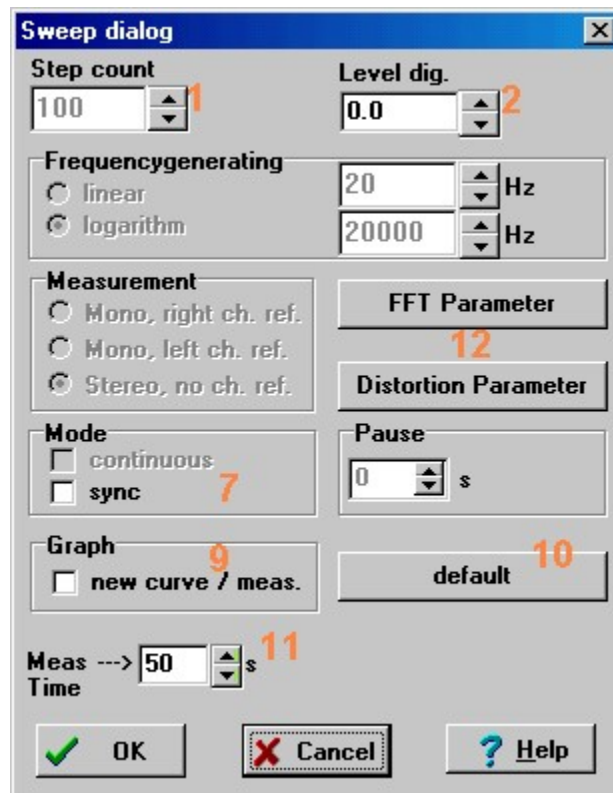 Sweep dialog
Step count
Level dig.
100
1
0.0
2
Frequencygenerating
linear
20 Hz
logarithm
20000 Hz
Measurement
Mono, right ch. ref.
Mono, left ch. ref.
Stereo, no ch. ref.
FFT Parameter
12
Distortion Parameter
Mode
continuous
sync
7
Pause
0 s
Graph
9
new curve / meas.
10
default
Meas ---> 50 s
Time
11
OK
Cancel
Help